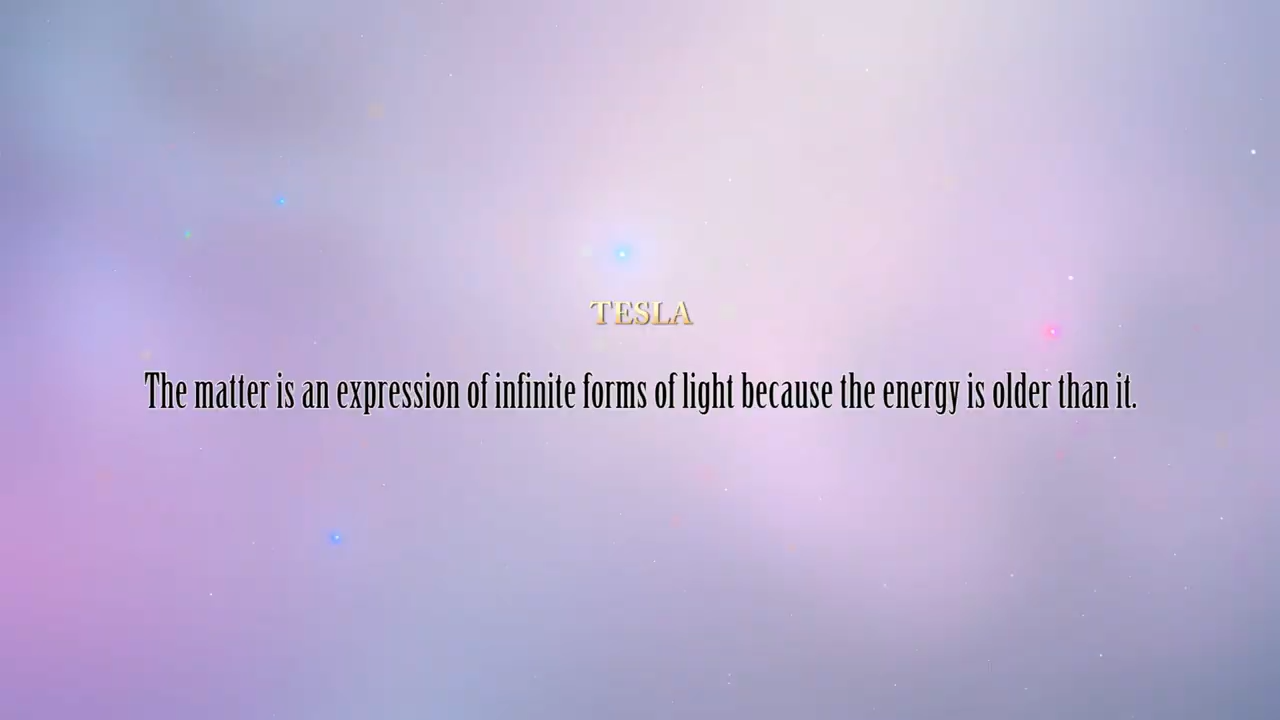 TESLA
The matter is an expression of infinite forms of light because the energy is older than it.